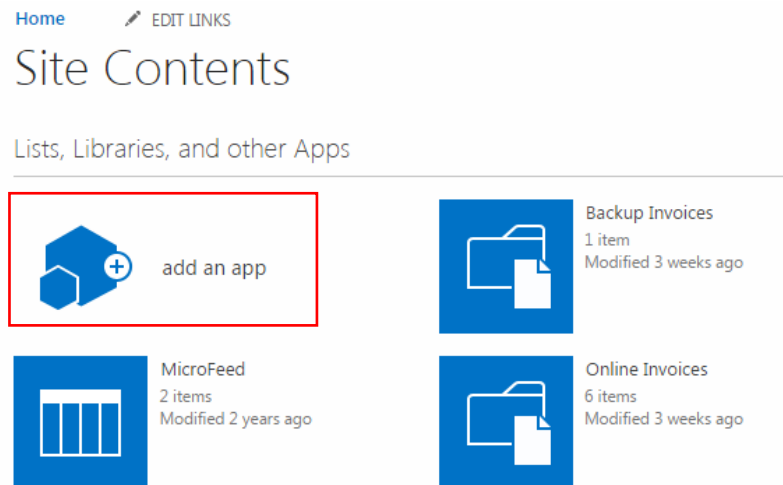 Home EDIT LINKS
Site Contents
Lists, Libraries, and other Apps
add an app
Backup Invoices
1 item
Modified 3 weeks ago
MicroFeed
2 items
Modified 2 years ago
Online Invoices
6 items
Modified 3 weeks ago